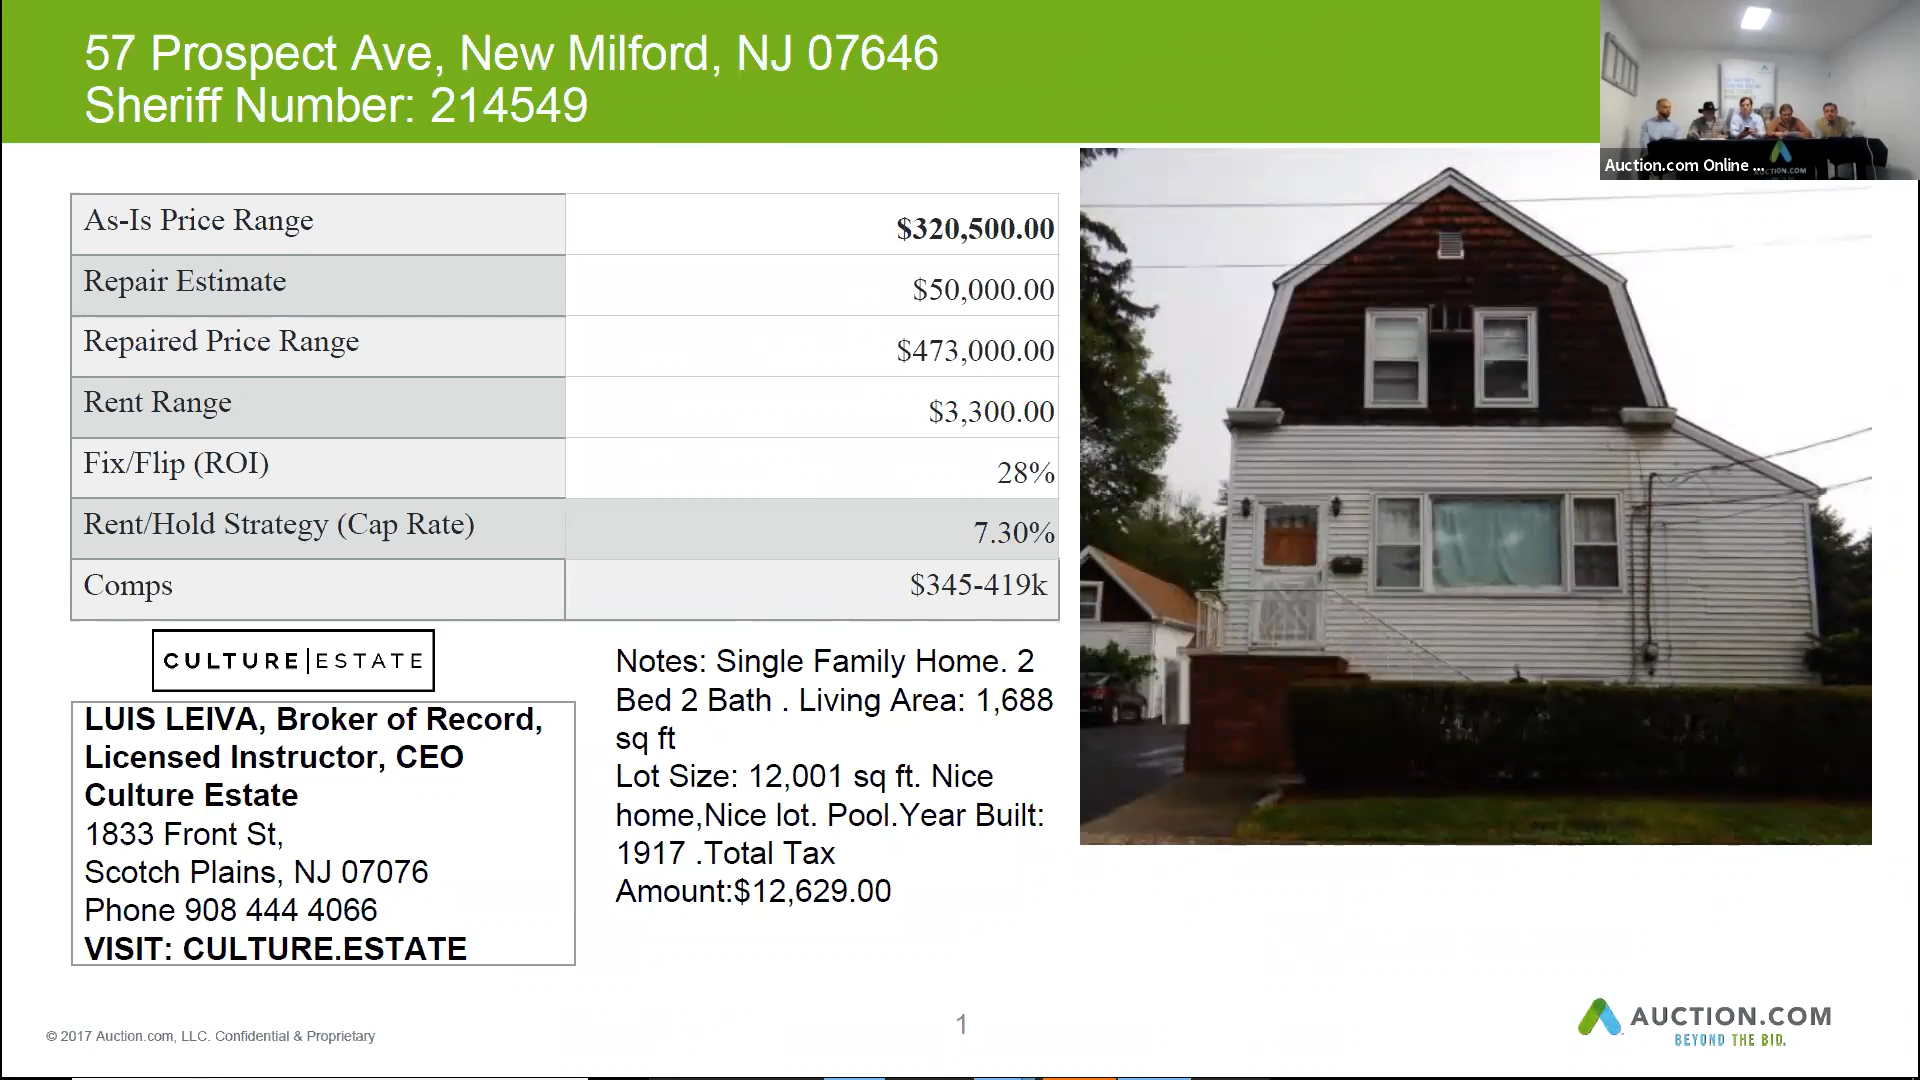 57 Prospect Ave, New Milford, NJ 07646
Sheriff Number: 214549
Auction.com Online ...
As-Is Price Range $320,500.00
Repair Estimate $50,000.00
Repaired Price Range $473,000.00
Rent Range $3,300.00
Fix/Flip (ROI) 28%
Rent/Hold Strategy (Cap Rate) 7.30%
Comps $345-419k
CULTURE|ESTATE
LUIS LEIVA, Broker of Record,
Licensed Instructor, CEO
Culture Estate
1833 Front St,
Scotch Plains, NJ 07076
Phone 908 444 4066
VISIT: CULTURE.ESTATE
Notes: Single Family Home. 2
Bed 2 Bath . Living Area: 1,688
sq ft
Lot Size: 12,001 sq ft. Nice
home,Nice lot. Pool.Year Built:
1917 .Total Tax
Amount:$12,629.00
© 2017 Auction.com, LLC. Confidential & Proprietary
1
AUCTION.COM
BEYOND THE BID.